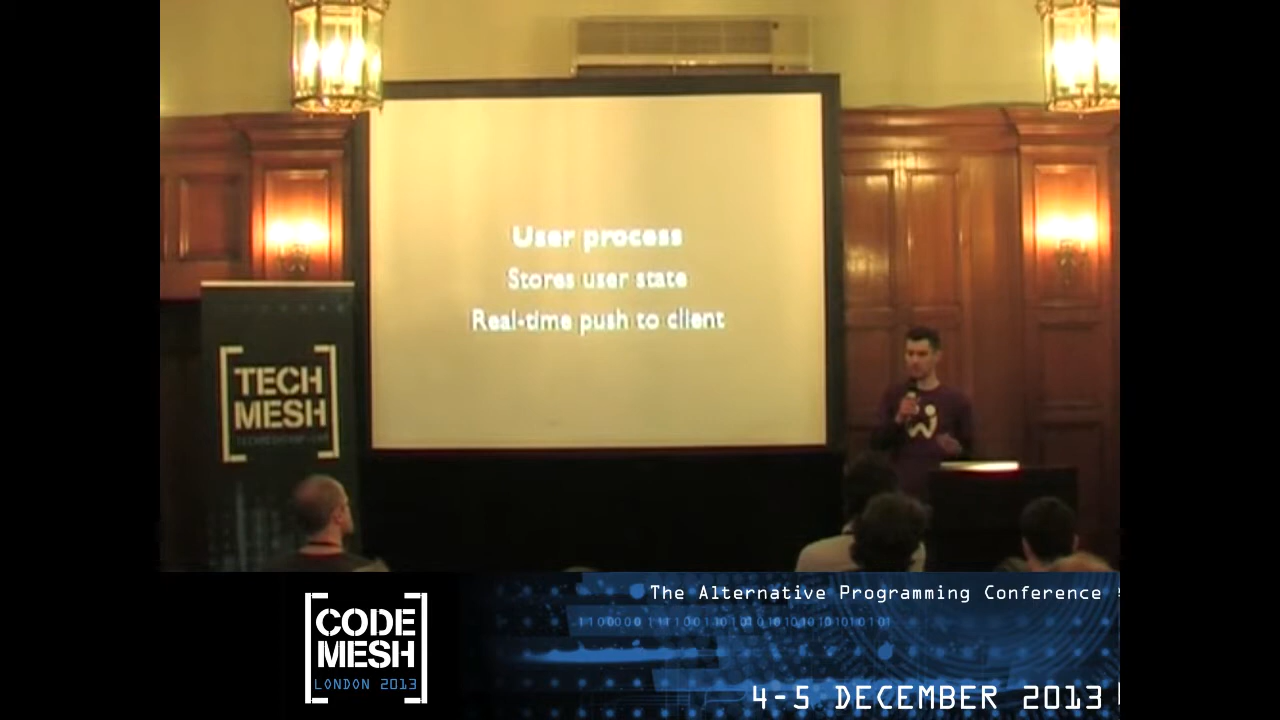 User process
Stores user state
Real-time push to client
TECH
MESH
CODE
MESH
LONDON 2013
The Alternative Programming Conference
4-5 DECEMBER 2013